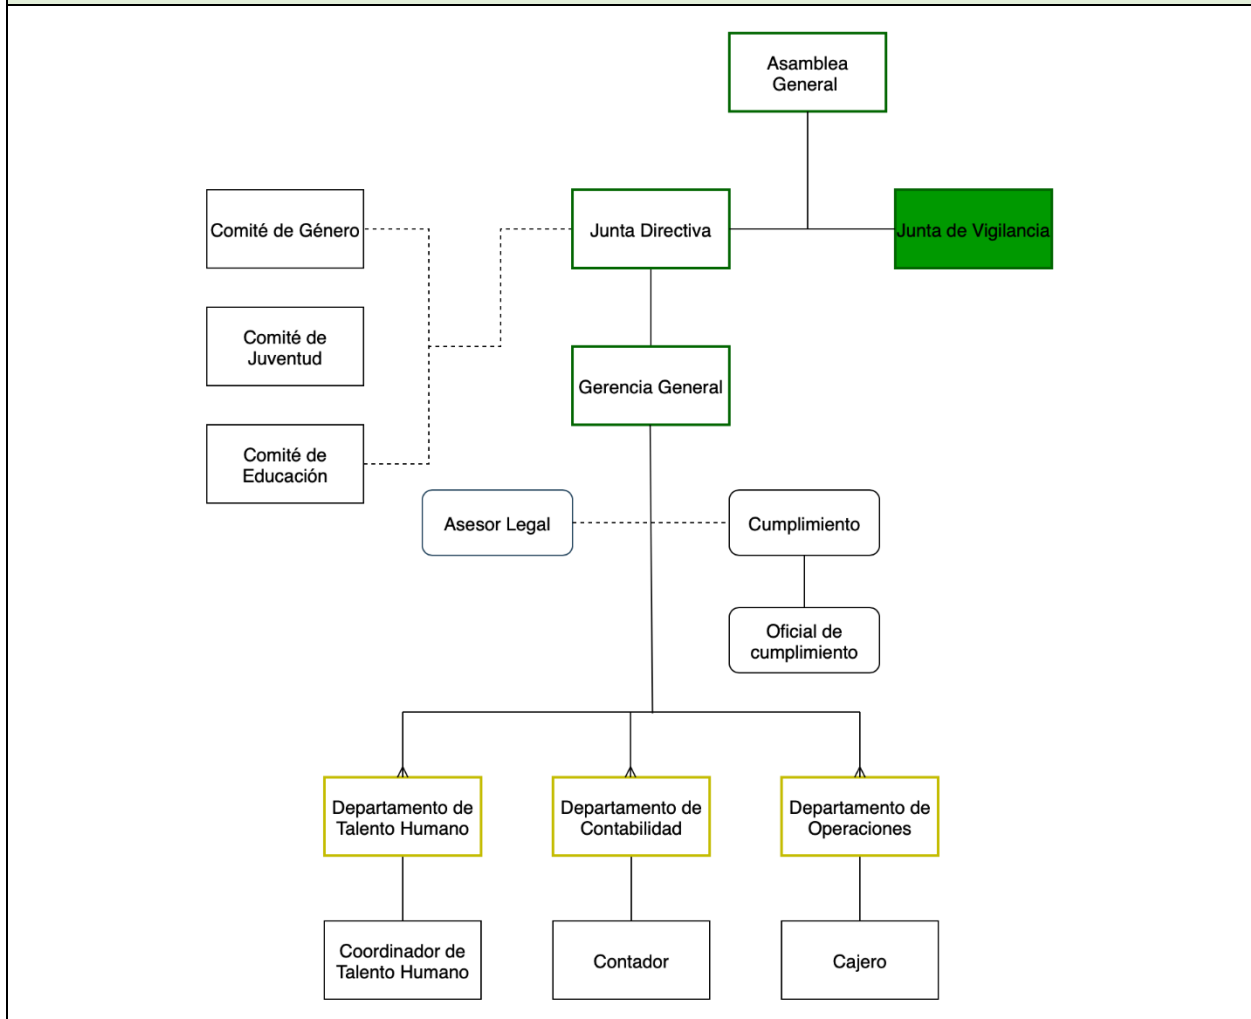 Asamblea
General
Comité de Género
Junta Directiva
Junta de Vigilancia
Comité de
Juventud
Gerencia General
Comité de
Educación
Asesor Legal
Cumplimiento
Oficial de
cumplimiento
Departamento de
Talento Humano
Departamento de
Contabilidad
Departamento de
Operaciones
Coordinador de
Talento Humano
Contador
Cajero